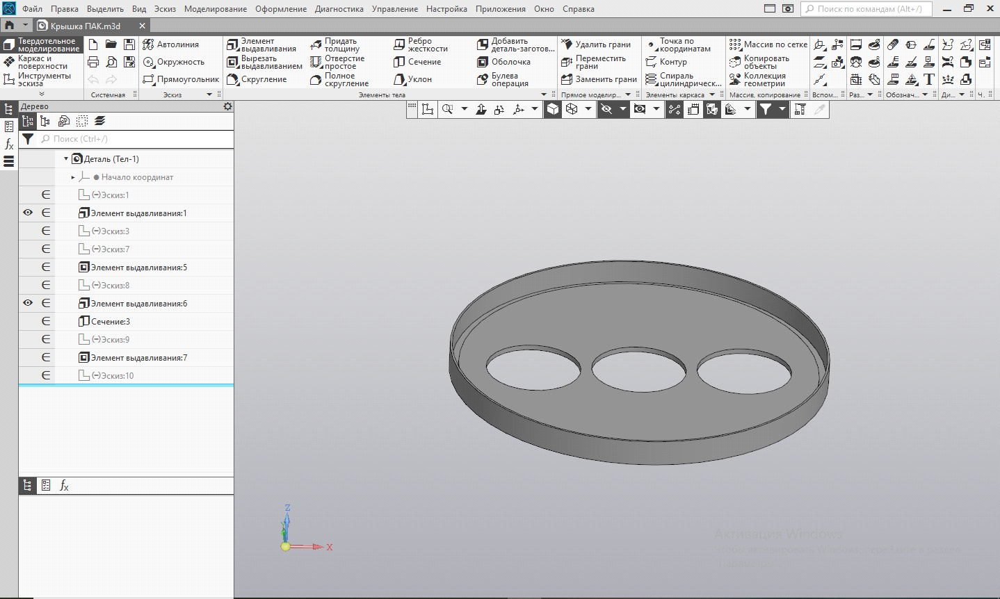 Файл Правка Выделить Вид Эскиз Моделирование Оформление Диагностика Управление Настройка Приложения Окно Справка Поиск по командам (Alt+/)
Крышка ПАК.m3d
Твердотельное моделирование
Каркас и поверхности
Инструменты эскиза
Системная
Автолиния
Окружность
Прямоугольник
Эскиз
Элемент выдавливания
Вырезать выдавливанием
Скругление
Придать толщину
Отверстие простое
Полное скругление
Ребро жесткости
Сечение
Уклон
Добавить деталь-заготов...
Оболочка
Булева операция
Элементы тела
Удалить грани
Переместить грани
Заменить грани
Прямое моделир...
Точка по координатам
Контур
Спираль цилиндрическ...
Элементы каркаса
Массив по сетке
Копировать объекты
Коллекция геометрии
Массив, копирование
Вспом...
Раз...
Обознач...
Ди...
Ч..
Дерево
Поиск (Ctrl+/)
Деталь (Тел-1)
Начало координат
(−)Эскиз:1
Элемент выдавливания:1
(−)Эскиз:3
(−)Эскиз:7
Элемент выдавливания:5
(−)Эскиз:8
Элемент выдавливания:6
Сечение:3
(−)Эскиз:9
Элемент выдавливания:7
(−)Эскиз:10
Z
Y
X
Активация Windows
Чтобы активировать Windows, перейдите в раздел
"Параметры".